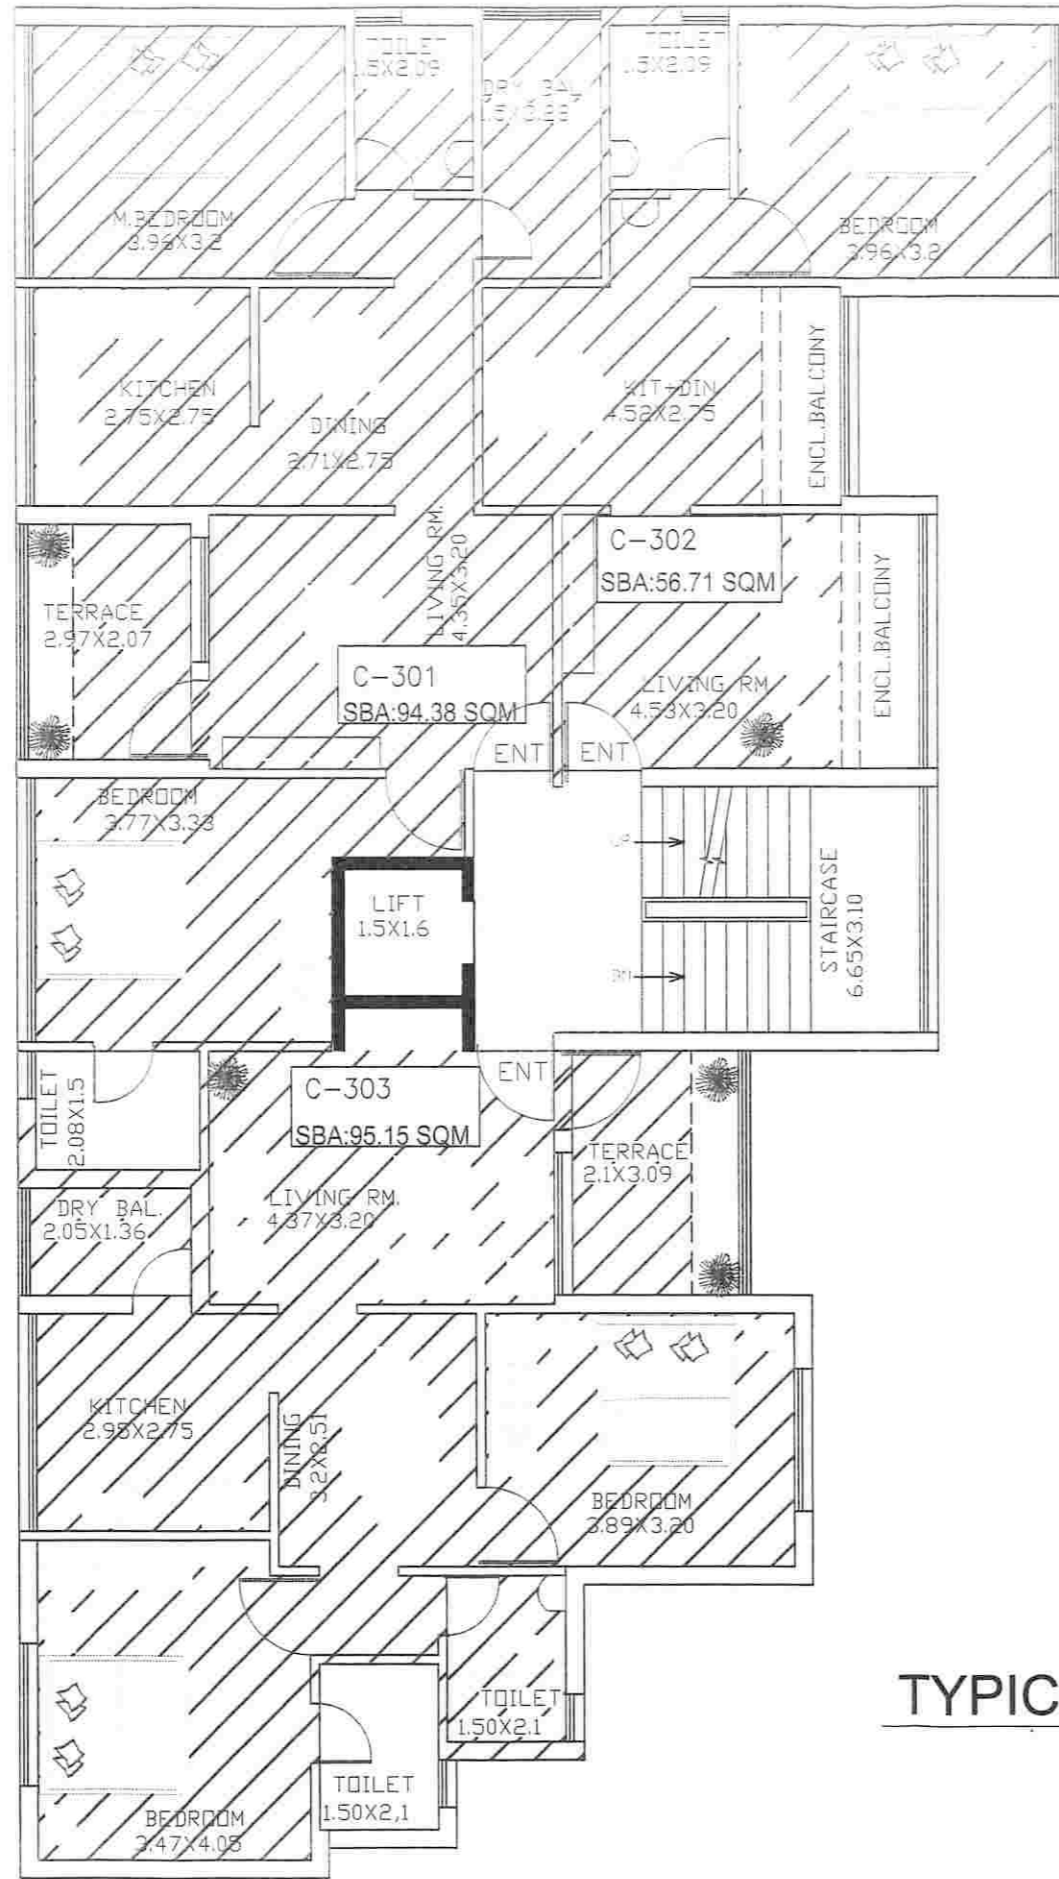 TOILET
1.5X2.09
DRY BAL
1.5X3.28
TOILET
1.5X2.09
M.BEDROOM
3.96X3.2
BEDROOM
3.96X3.2
KITCHEN
2.75X2.75
DINING
2.71X2.75
KIT+DIN
4.52X2.75
ENCL.BALCONY
LIVING RM.
4.35X3.20
C-302
SBA:56.71 SQM
TERRACE
2.97X2.07
ENCL.BALCONY
C-301
SBA:94.38 SQM
LIVING RM
4.53X3.20
ENT
ENT
BEDROOM
3.77X3.33
UP
LIFT
1.5X1.6
STAIRCASE
6.65X3.10
DN
TOILET
2.08X1.5
C-303
SBA:95.15 SQM
ENT
TERRACE
2.1X3.09
DRY BAL.
2.05X1.36
LIVING RM.
4.37X3.20
KITCHEN
2.95X2.75
DINING
3.2X2.51
BEDROOM
3.89X3.20
TOILET
1.50X2.1
TYPIC
TOILET
1.50X2,1
BEDROOM
3.47X4.05